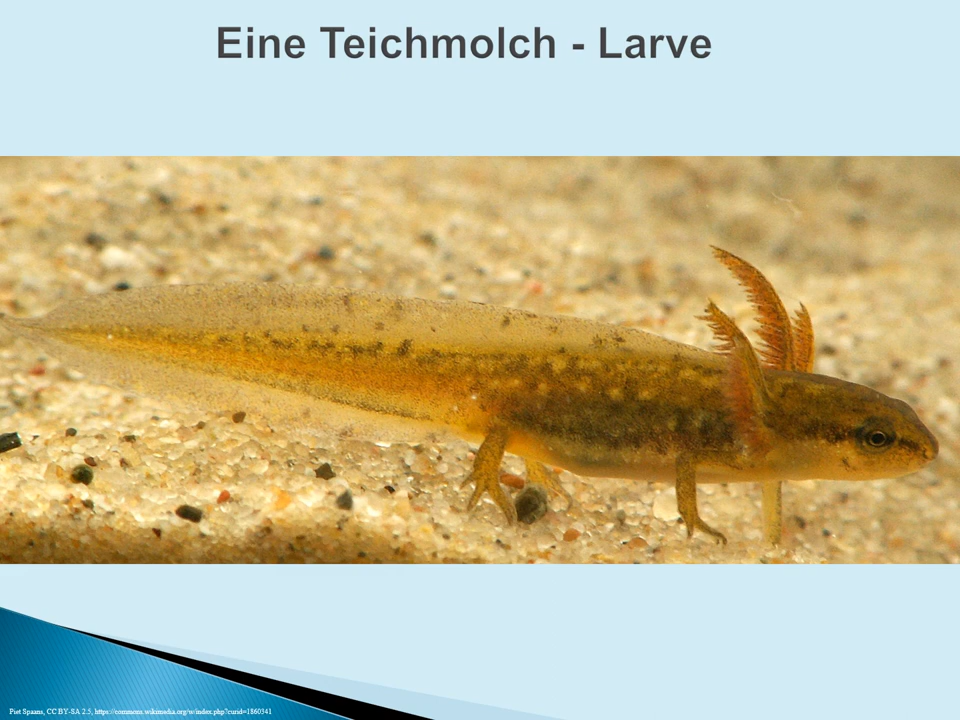 Eine Teichmolch - Larve
Piet Spaans, CC BY-SA 2.5, https://commons.wikimedia.org/w/index.php?curid=1860341